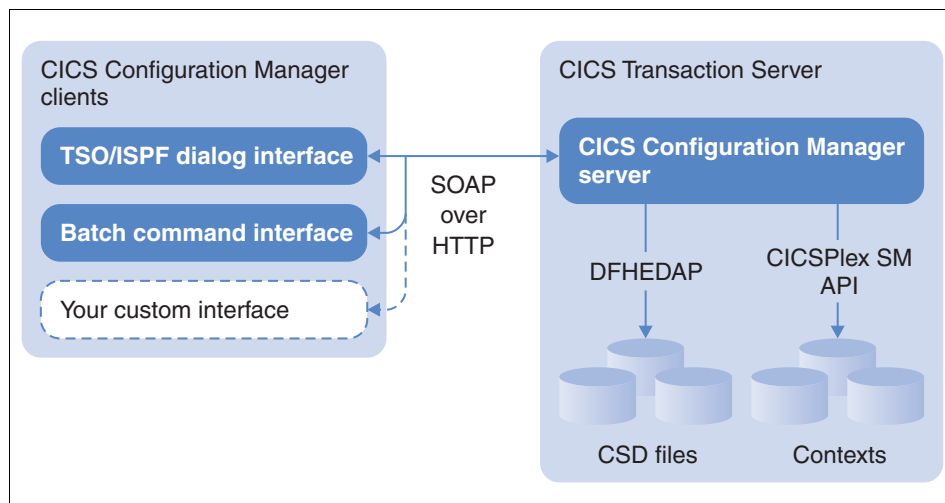 CICS Configuration Manager
clients
TSO/ISPF dialog interface
Batch command interface
Your custom interface
SOAP
over
HTTP
CICS Transaction Server
CICS Configuration Manager
server
DFHEDAP
CICSPlex SM
API
CSD files
Contexts